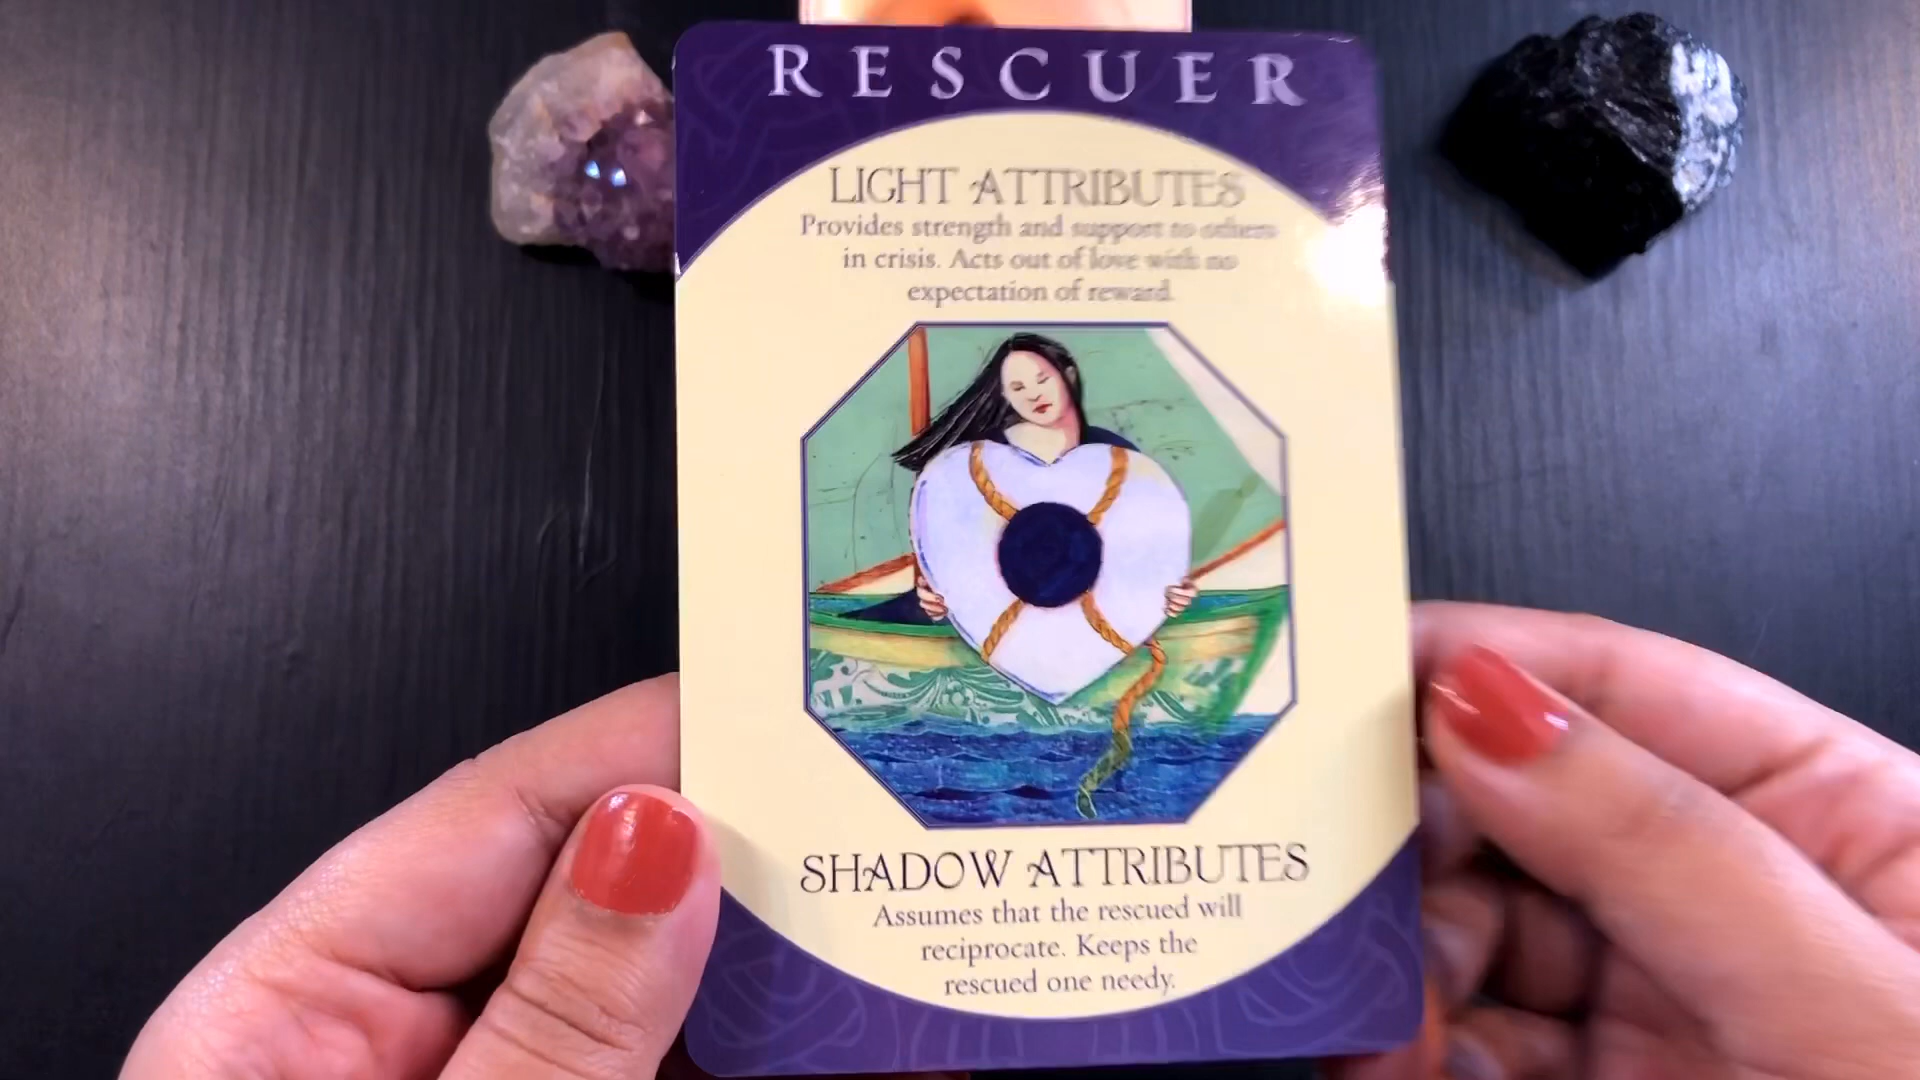 RESCUER
LIGHT ATTRIBUTES
Provides strength and support to others
in crisis. Acts out of love with no
expectation of reward.
SHADOW ATTRIBUTES
Assumes that the rescued will
reciprocate. Keeps the
rescued one needy.